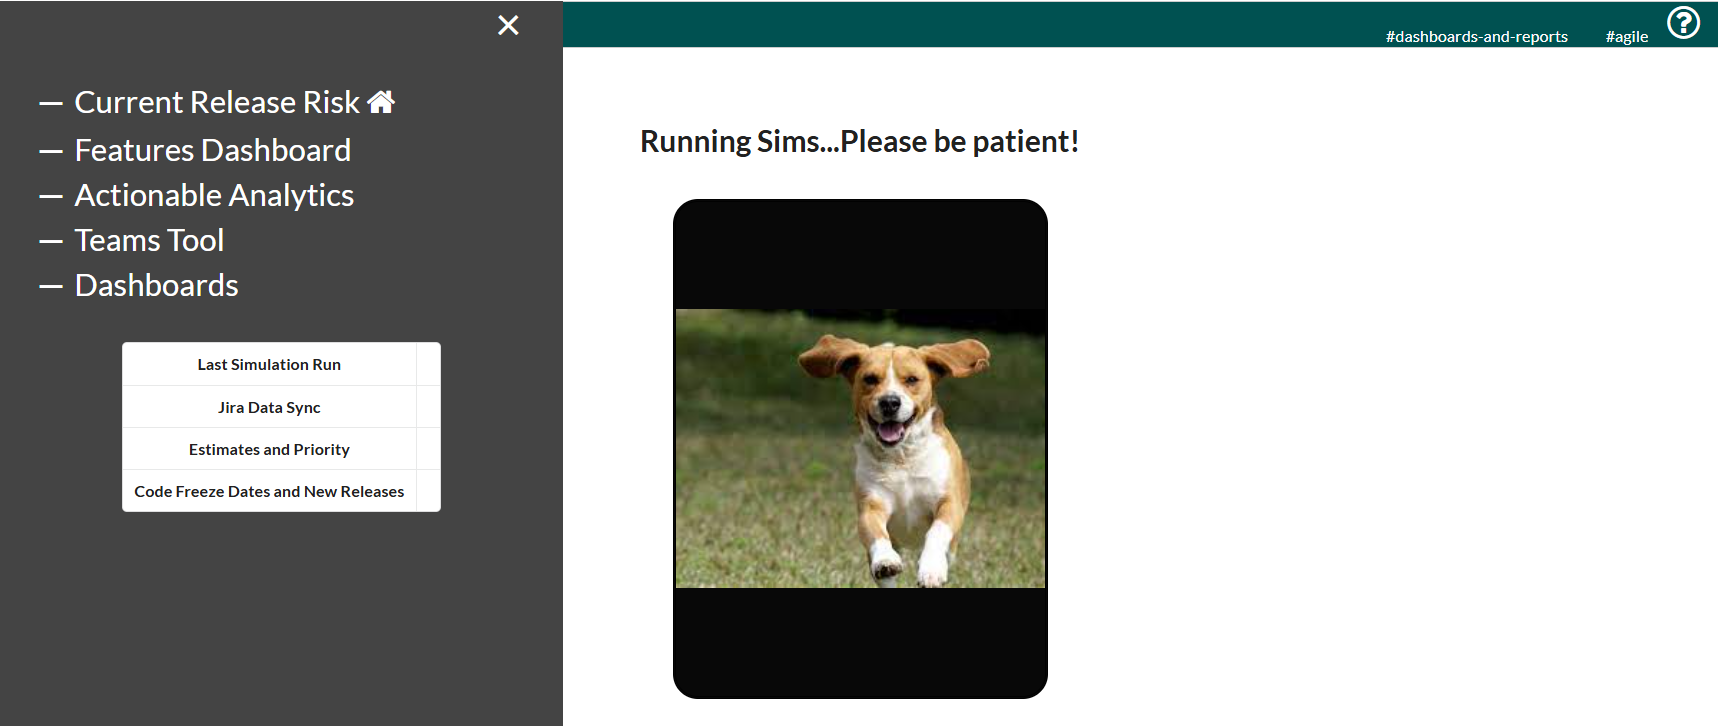 #dashboards-and-reports #agile
Current Release Risk
Features Dashboard
Actionable Analytics
Teams Tool
Dashboards
Last Simulation Run
Jira Data Sync
Estimates and Priority
Code Freeze Dates and New Releases
Running Sims...Please be patient!